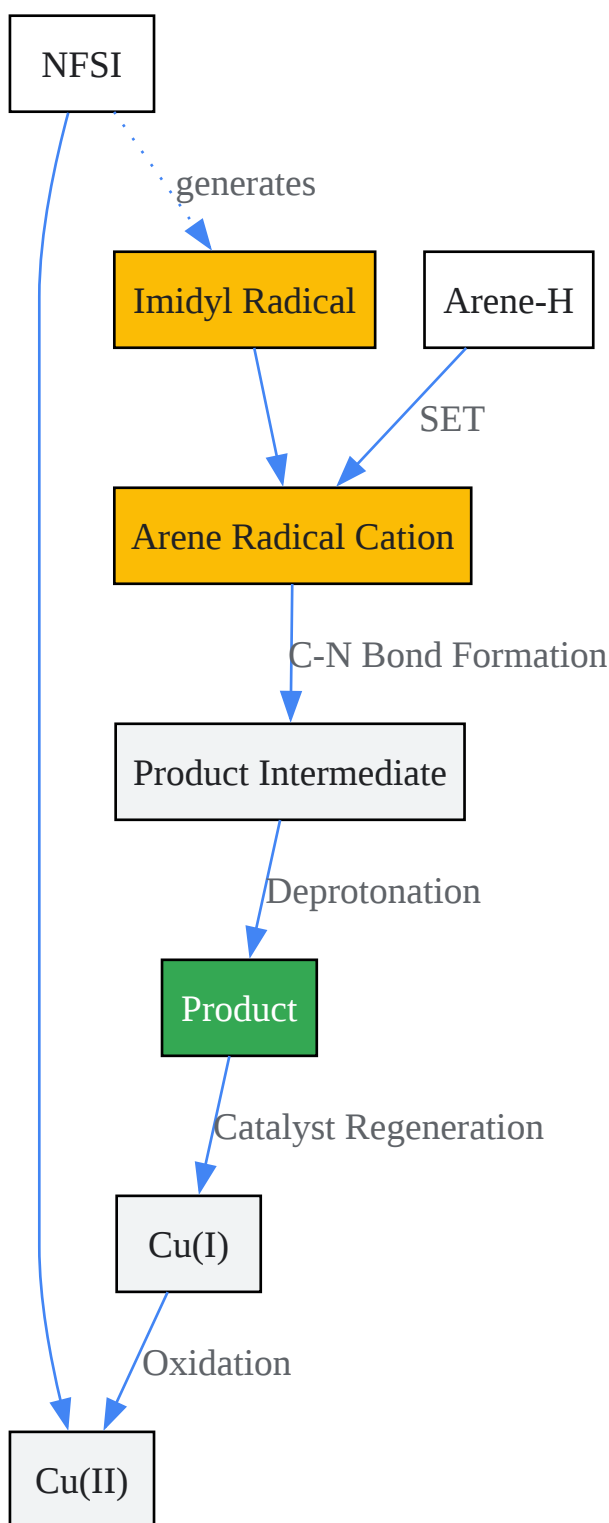 NFSI
generates
Imidyl Radical
Arene-H
SET
Arene Radical Cation
C-N Bond Formation
Product Intermediate
Deprotonation
Product
Catalyst Regeneration
Cu(I)
Oxidation
Cu(II)